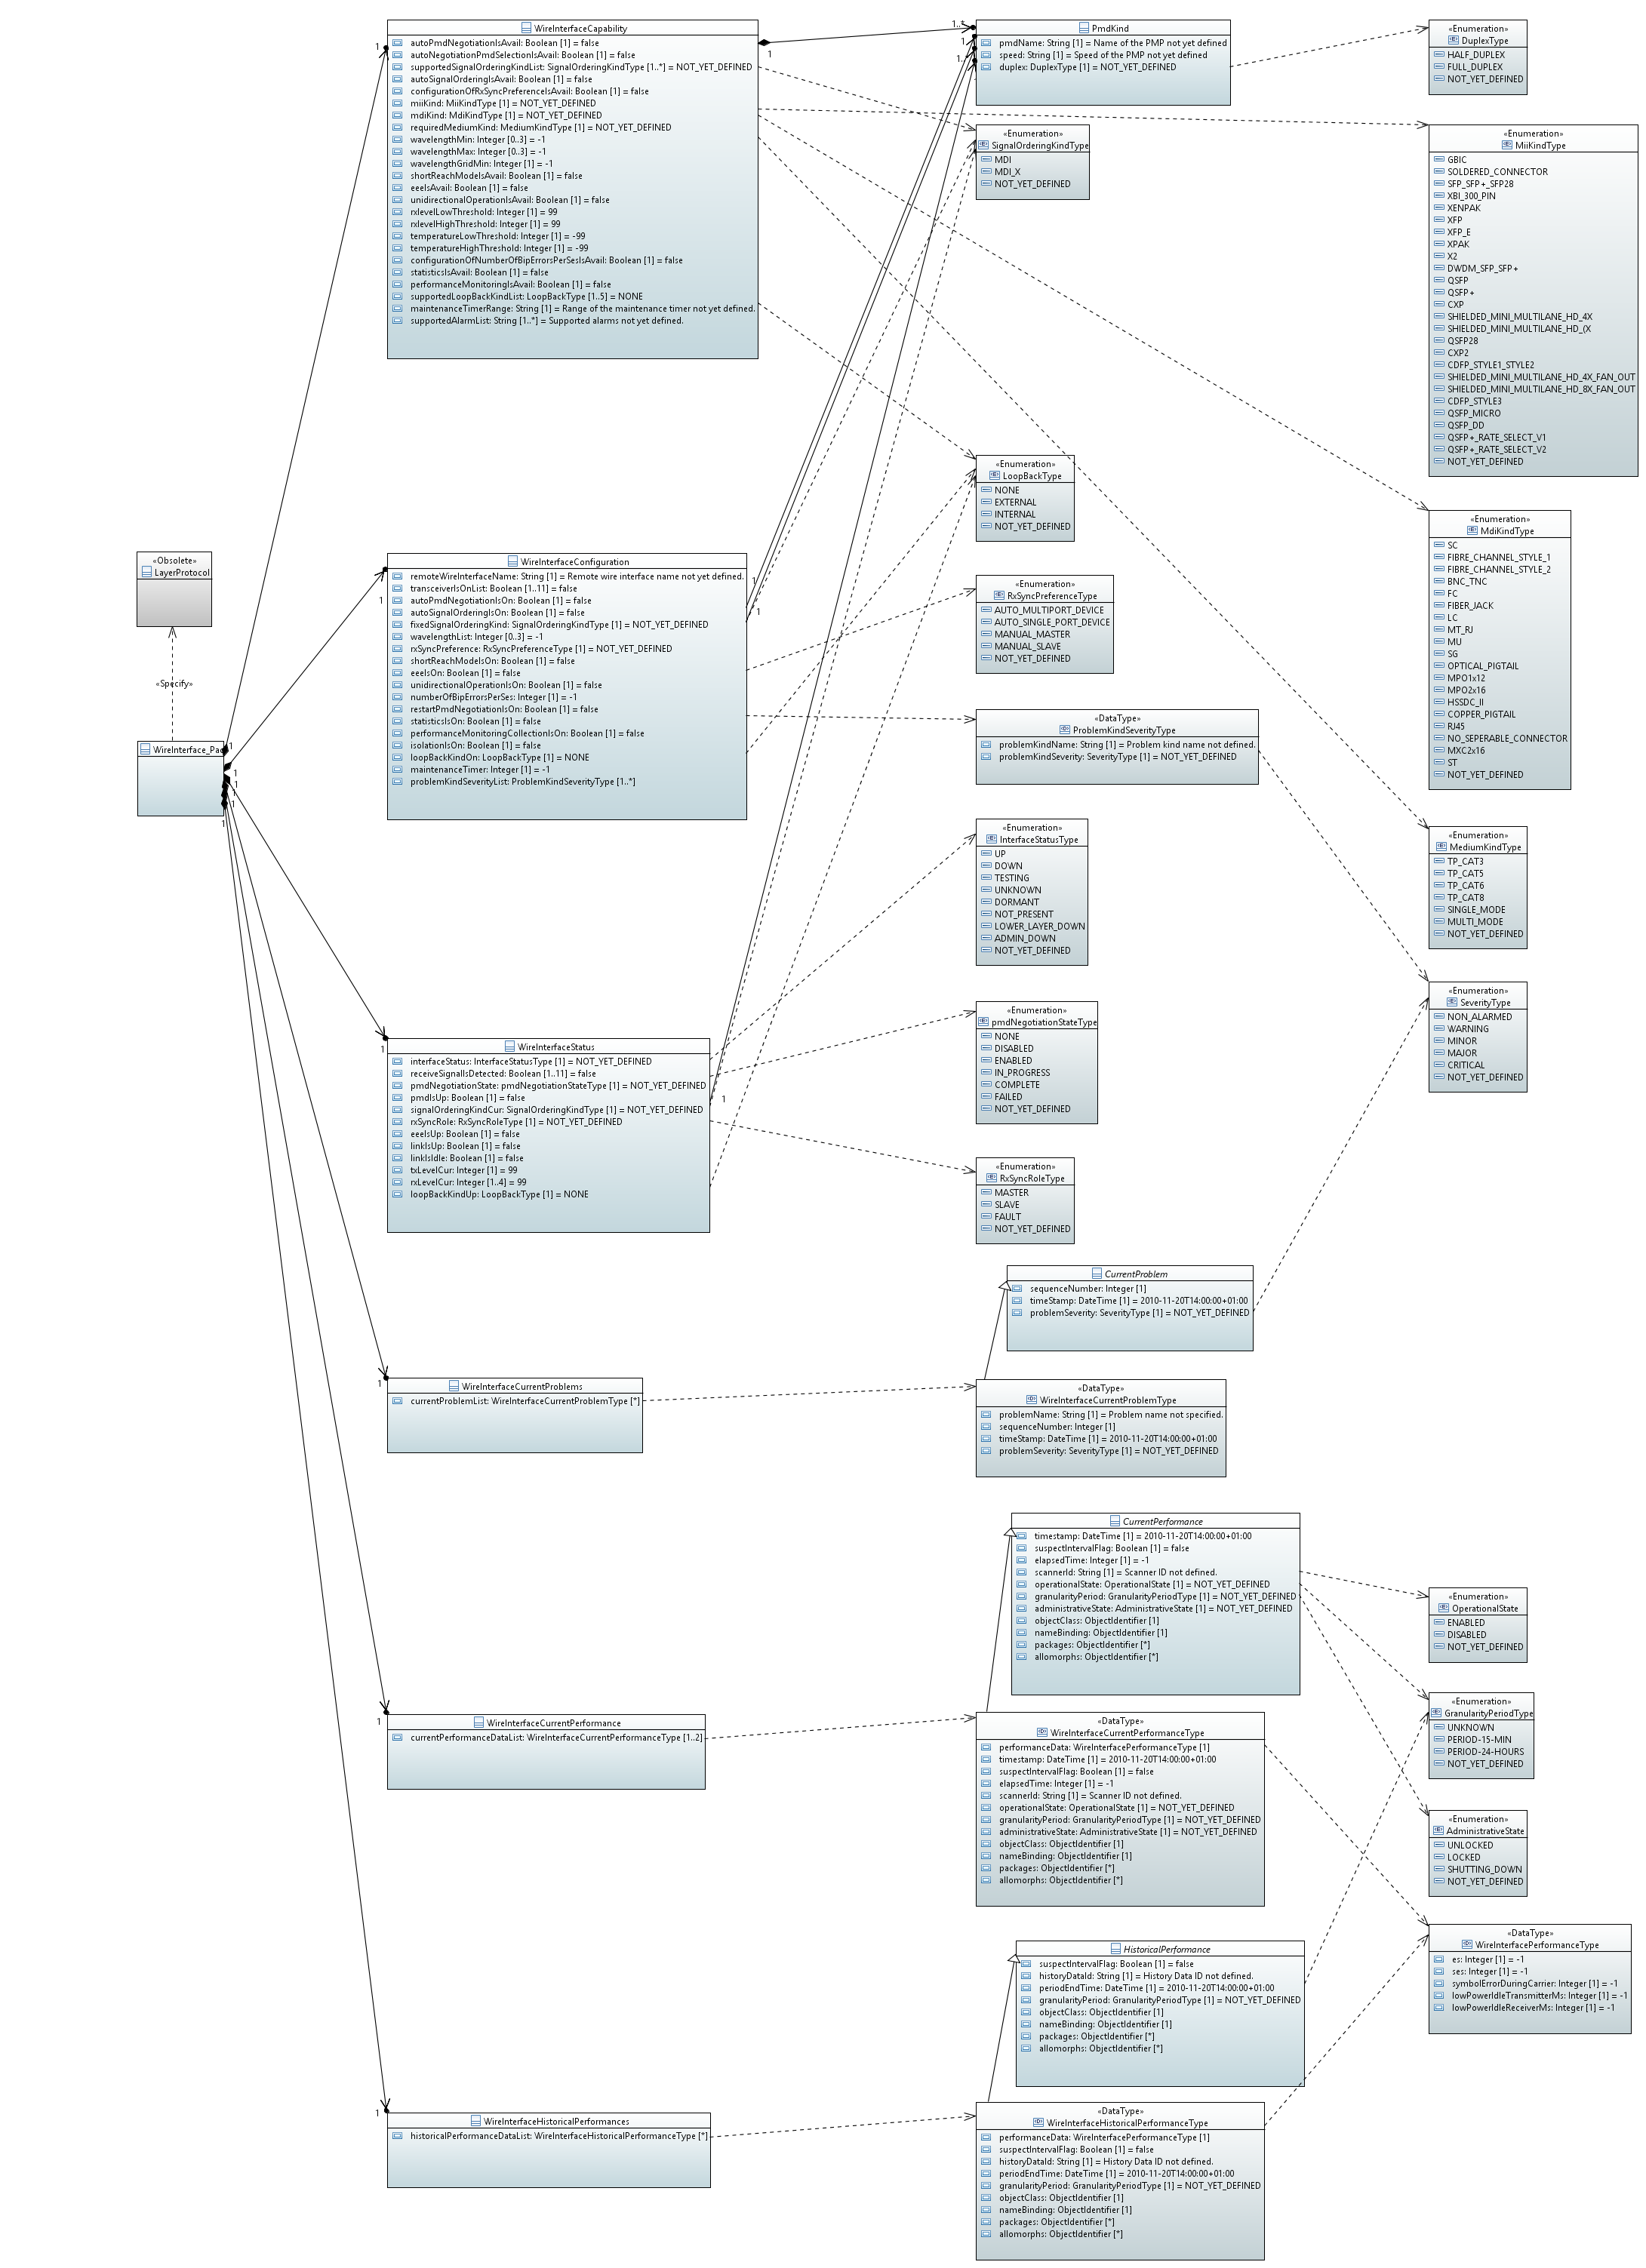 WireInterfaceCapability
autoPmdNegotiationIsAvail: Boolean [1] = false
autoNegotiationPmdSelectionIsAvail: Boolean [1] = false
supportedSignalOrderingKindList: SignalOrderingKindType [1..*] = NOT_YET_DEFINED
autoSignalOrderingIsAvail: Boolean [1] = false
configurationOfRxSyncPreferenceIsAvail: Boolean [1] = false
miiKind: MiiKindType [1] = NOT_YET_DEFINED
mdiKind: MdiKindType [1] = NOT_YET_DEFINED
requiredMediumKind: MediumKindType [1] = NOT_YET_DEFINED
wavelengthMin: Integer [0..3] = -1
wavelengthMax: Integer [0..3] = -1
wavelengthGridMin: Integer [1] = -1
shortReachModeIsAvail: Boolean [1] = false
eeeIsAvail: Boolean [1] = false
unidirectionalOperationIsAvail: Boolean [1] = false
rxlevelLowThreshold: Integer [1] = 99
rxlevelHighThreshold: Integer [1] = 99
temperatureLowThreshold: Integer [1] = -99
temperatureHighThreshold: Integer [1] = -99
configurationOfNumberOfBipErrorsPerSesIsAvail: Boolean [1] = false
statisticsIsAvail: Boolean [1] = false
performanceMonitoringIsAvail: Boolean [1] = false
supportedLoopBackKindList: LoopBackType [1..5] = NONE
maintenanceTimerRange: String [1] = Range of the maintenance timer not yet defined.
supportedAlarmList: String [1..*] = Supported alarms not yet defined.
1
1
1..*
1
1..
PmdKind
pmdName: String [1] = Name of the PMP not yet defined
speed: String [1] = Speed of the PMP not yet defined
duplex: DuplexType [1] = NOT_YET_DEFINED
«Enumeration»
DuplexType
HALF_DUPLEX
FULL_DUPLEX
NOT_YET_DEFINED
«Enumeration»
SignalOrderingKindType
MDI
MDI_X
NOT_YET_DEFINED
«Enumeration»
MiiKindType
GBIC
SOLDERED_CONNECTOR
SFP_SFP+_SFP28
XBI_300_PIN
XENPAK
XFP
XFP_E
XPAK
X2
DWDM_SFP_SFP+
QSFP
QSFP+
CXP
SHIELDED_MINI_MULTILANE_HD_4X
SHIELDED_MINI_MULTILANE_HD_(X
QSFP28
CXP2
CDFP_STYLE1_STYLE2
SHIELDED_MINI_MULTILANE_HD_4X_FAN_OUT
SHIELDED_MINI_MULTILANE_HD_8X_FAN_OUT
CDFP_STYLE3
QSFP_MICRO
QSFP_DD
QSFP+_RATE_SELECT_V1
QSFP+_RATE_SELECT_V2
NOT_YET_DEFINED
«Enumeration»
LoopBackType
NONE
EXTERNAL
INTERNAL
NOT_YET_DEFINED
«Enumeration»
MdiKindType
SC
FIBRE_CHANNEL_STYLE_1
FIBRE_CHANNEL_STYLE_2
BNC_TNC
FC
FIBER_JACK
LC
MT_RJ
MU
SG
OPTICAL_PIGTAIL
MPO1x12
MPO2x16
HSSDC_II
COPPER_PIGTAIL
RJ45
NO_SEPERABLE_CONNECTOR
MXC2x16
ST
NOT_YET_DEFINED
«Obsolete»
LayerProtocol
«Specify»
WireInterface_Pac
1
1
1
1
1
1
WireInterfaceConfiguration
remoteWireInterfaceName: String [1] = Remote wire interface name not yet defined.
transceiverIsOnList: Boolean [1..11] = false
autoPmdNegotiationIsOn: Boolean [1] = false
autoSignalOrderingIsOn: Boolean [1] = false
fixedSignalOrderingKind: SignalOrderingKindType [1] = NOT_YET_DEFINED
wavelengthList: Integer [0..3] = -1
rxSyncPreference: RxSyncPreferenceType [1] = NOT_YET_DEFINED
shortReachModeIsOn: Boolean [1] = false
eeeIsOn: Boolean [1] = false
unidirectionalOperationIsOn: Boolean [1] = false
numberOfBipErrorsPerSes: Integer [1] = -1
restartPmdNegotiationIsOn: Boolean [1] = false
statisticsIsOn: Boolean [1] = false
performanceMonitoringCollectionIsOn: Boolean [1] = false
isolationIsOn: Boolean [1] = false
loopBackKindOn: LoopBackType [1] = NONE
maintenanceTimer: Integer [1] = -1
problemKindSeverityList: ProblemKindSeverityType [1..*]
1
1
1
«Enumeration»
RxSyncPreferenceType
AUTO_MULTIPORT_DEVICE
AUTO_SINGLE_PORT_DEVICE
MANUAL_MASTER
MANUAL_SLAVE
NOT_YET_DEFINED
«DataType»
ProblemKindSeverityType
problemKindName: String [1] = Problem kind name not defined.
problemKindSeverity: SeverityType [1] = NOT_YET_DEFINED
«Enumeration»
InterfaceStatusType
UP
DOWN
TESTING
UNKNOWN
DORMANT
NOT_PRESENT
LOWER_LAYER_DOWN
ADMIN_DOWN
NOT_YET_DEFINED
«Enumeration»
MediumKindType
TP_CAT3
TP_CAT5
TP_CAT6
TP_CAT8
SINGLE_MODE
MULTI_MODE
NOT_YET_DEFINED
«Enumeration»
SeverityType
NON_ALARMED
WARNING
MINOR
MAJOR
CRITICAL
NOT_YET_DEFINED
1
WireInterfaceStatus
interfaceStatus: InterfaceStatusType [1] = NOT_YET_DEFINED
receiveSignalIsDetected: Boolean [1..11] = false
pmdNegotiationState: pmdNegotiationStateType [1] = NOT_YET_DEFINED
pmdIsUp: Boolean [1] = false
signalOrderingKindCur: SignalOrderingKindType [1] = NOT_YET_DEFINED
rxSyncRole: RxSyncRoleType [1] = NOT_YET_DEFINED
eeeIsUp: Boolean [1] = false
linkIsUp: Boolean [1] = false
linkIsIdle: Boolean [1] = false
txLevelCur: Integer [1] = 99
rxLevelCur: Integer [1..4] = 99
loopBackKindUp: LoopBackType [1] = NONE
1
«Enumeration»
pmdNegotiationStateType
NONE
DISABLED
ENABLED
IN_PROGRESS
COMPLETE
FAILED
NOT_YET_DEFINED
«Enumeration»
RxSyncRoleType
MASTER
SLAVE
FAULT
NOT_YET_DEFINED
CurrentProblem
sequenceNumber: Integer [1]
timeStamp: DateTime [1] = 2010-11-20T14:00:00+01:00
problemSeverity: SeverityType [1] = NOT_YET_DEFINED
1
WireInterfaceCurrentProblems
currentProblemList: WireInterfaceCurrentProblemType [*]
«DataType»
WireInterfaceCurrentProblemType
problemName: String [1] = Problem name not specified.
sequenceNumber: Integer [1]
timeStamp: DateTime [1] = 2010-11-20T14:00:00+01:00
problemSeverity: SeverityType [1] = NOT_YET_DEFINED
CurrentPerformance
timestamp: DateTime [1] = 2010-11-20T14:00:00+01:00
suspectIntervalFlag: Boolean [1] = false
elapsedTime: Integer [1] = -1
scannerId: String [1] = Scanner ID not defined.
operationalState: OperationalState [1] = NOT_YET_DEFINED
granularityPeriod: GranularityPeriodType [1] = NOT_YET_DEFINED
administrativeState: AdministrativeState [1] = NOT_YET_DEFINED
objectClass: ObjectIdentifier [1]
nameBinding: ObjectIdentifier [1]
packages: ObjectIdentifier [*]
allomorphs: ObjectIdentifier [*]
«Enumeration»
OperationalState
ENABLED
DISABLED
NOT_YET_DEFINED
«Enumeration»
GranularityPeriodType
UNKNOWN
PERIOD-15-MIN
PERIOD-24-HOURS
NOT_YET_DEFINED
1
WireInterfaceCurrentPerformance
currentPerformanceDataList: WireInterfaceCurrentPerformanceType [1..2]
«DataType»
WireInterfaceCurrentPerformanceType
performanceData: WireInterfacePerformanceType [1]
timestamp: DateTime [1] = 2010-11-20T14:00:00+01:00
suspectIntervalFlag: Boolean [1] = false
elapsedTime: Integer [1] = -1
scannerId: String [1] = Scanner ID not defined.
operationalState: OperationalState [1] = NOT_YET_DEFINED
granularityPeriod: GranularityPeriodType [1] = NOT_YET_DEFINED
administrativeState: AdministrativeState [1] = NOT_YET_DEFINED
objectClass: ObjectIdentifier [1]
nameBinding: ObjectIdentifier [1]
packages: ObjectIdentifier [*]
allomorphs: ObjectIdentifier [*]
«Enumeration»
AdministrativeState
UNLOCKED
LOCKED
SHUTTING_DOWN
NOT_YET_DEFINED
«DataType»
WireInterfacePerformanceType
es: Integer [1] = -1
ses: Integer [1] = -1
symbolErrorDuringCarrier: Integer [1] = -1
lowPowerIdleTransmitterMs: Integer [1] = -1
lowPowerIdleReceiverMs: Integer [1] = -1
HistoricalPerformance
suspectIntervalFlag: Boolean [1] = false
historyDataId: String [1] = History Data ID not defined.
periodEndTime: DateTime [1] = 2010-11-20T14:00:00+01:00
granularityPeriod: GranularityPeriodType [1] = NOT_YET_DEFINED
objectClass: ObjectIdentifier [1]
nameBinding: ObjectIdentifier [1]
packages: ObjectIdentifier [*]
allomorphs: ObjectIdentifier [*]
1
WireInterfaceHistoricalPerformances
historicalPerformanceDataList: WireInterfaceHistoricalPerformanceType [*]
«DataType»
WireInterfaceHistoricalPerformanceType
performanceData: WireInterfacePerformanceType [1]
suspectIntervalFlag: Boolean [1] = false
historyDataId: String [1] = History Data ID not defined.
periodEndTime: DateTime [1] = 2010-11-20T14:00:00+01:00
granularityPeriod: GranularityPeriodType [1] = NOT_YET_DEFINED
objectClass: ObjectIdentifier [1]
nameBinding: ObjectIdentifier [1]
packages: ObjectIdentifier [*]
allomorphs: ObjectIdentifier [*]